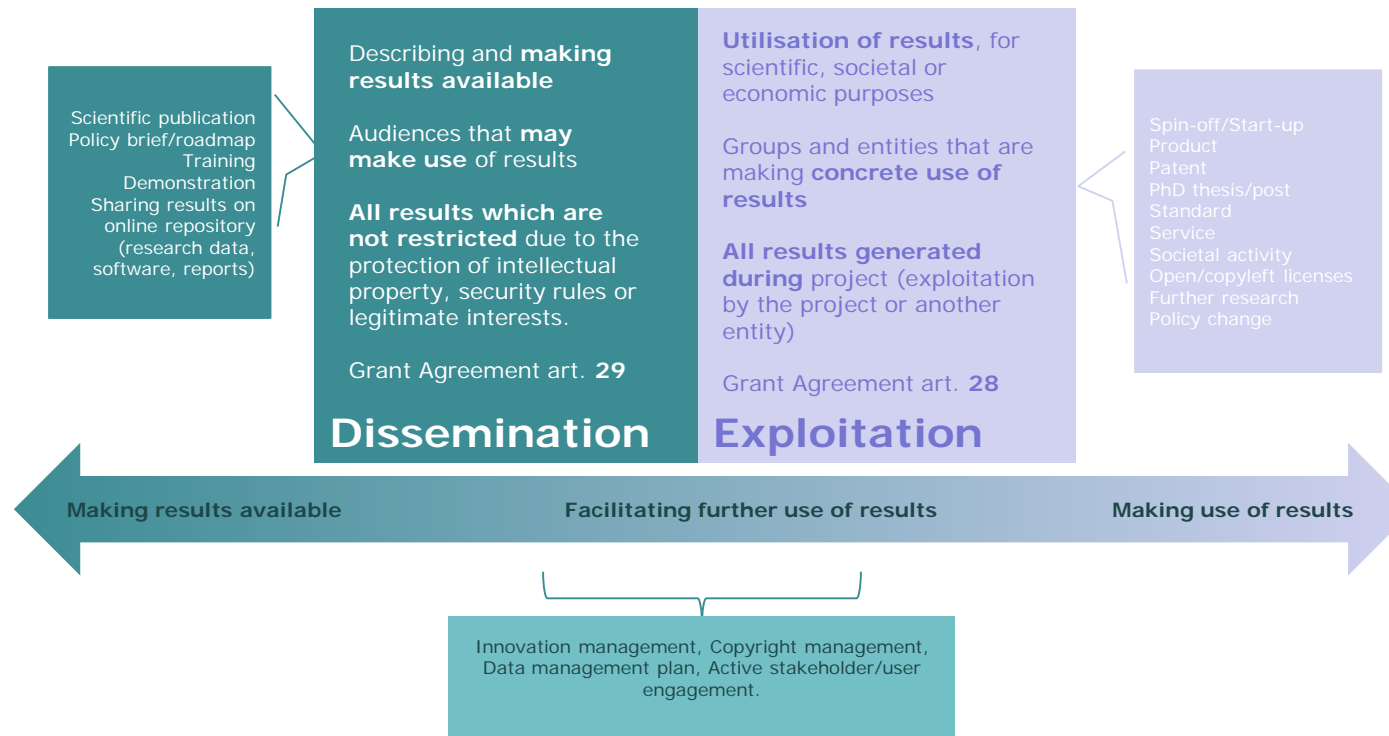 Scientific publication
Policy brief/roadmap
Training
Demonstration
Sharing results on
online repository
(research data,
software, reports)
Describing and making
results available
Audiences that may
make use of results
All results which are
not restricted due to the
protection of intellectual
property, security rules or
legitimate interests.
Grant Agreement art. 29
Dissemination
Utilisation of results, for
scientific, societal or
economic purposes
Groups and entities that are
making concrete use of
results
All results generated
during project (exploitation
by the project or another
entity)
Grant Agreement art. 28
Exploitation
Spin-off/Start-up
Product
Patent
PhD thesis/post
Standard
Service
Societal activity
Open/copyleft licenses
Further research
Policy change
Making results available
Facilitating further use of results
Making use of results
Innovation management, Copyright management,
Data management plan, Active stakeholder/user
engagement.